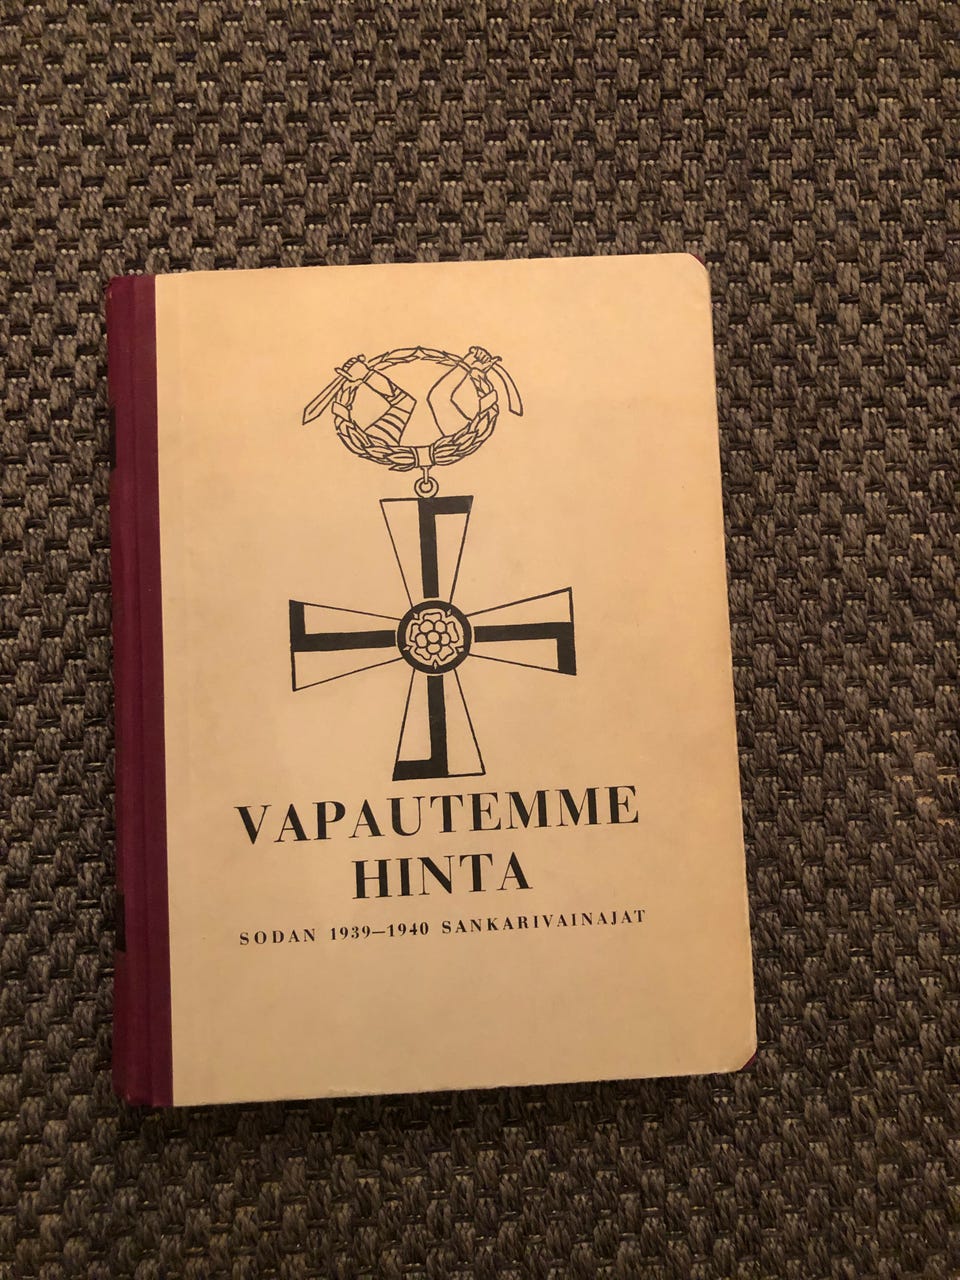 VAPAUTEMME
HINTA
SODAN 1939–1940 SANKARIVAINAJAT